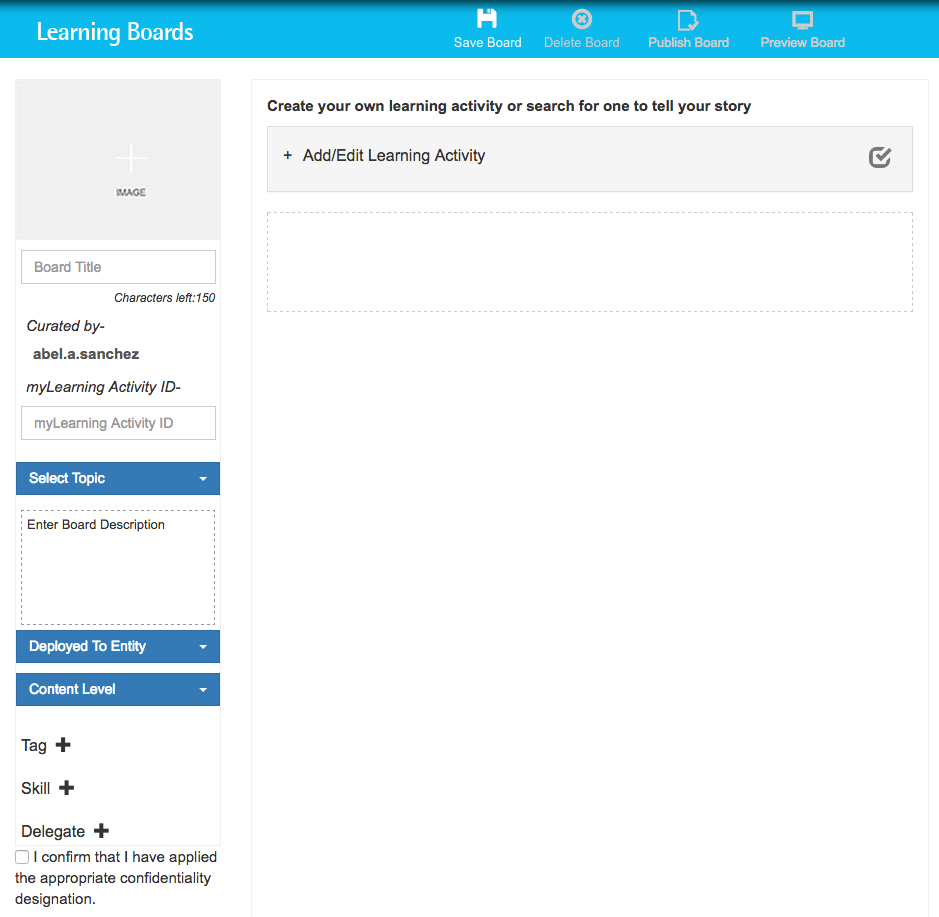 Learning Boards
Save Board
Delete Board
Publish Board
Preview Board
IMAGE
Board Title
Characters left:150
Curated by-
abel.a.sanchez
myLearning Activity ID-
myLearning Activity ID
Select Topic
Enter Board Description
Deployed To Entity
Content Level
Tag
Skill
Delegate
I confirm that I have applied
the appropriate confidentiality
designation.
Create your own learning activity or search for one to tell your story
+ Add/Edit Learning Activity